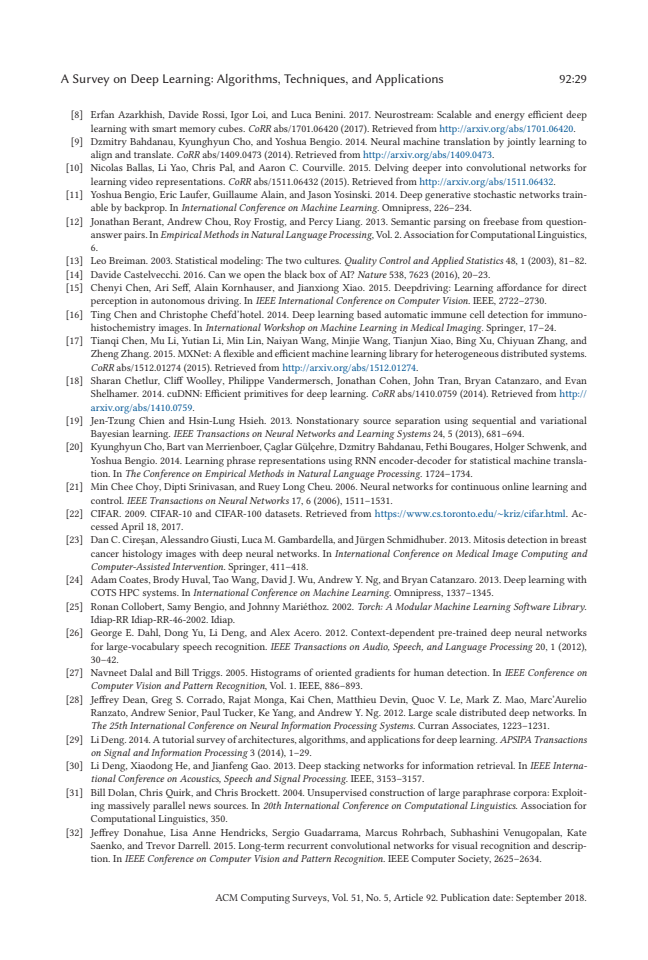 A Survey on Deep Learning: Algorithms, Techniques, and Applications 92:29
[8] Erfan Azarkhish, Davide Rossi, Igor Loi, and Luca Benini. 2017. Neurostream: Scalable and energy efficient deep
learning with smart memory cubes. CoRR abs/1701.06420 (2017). Retrieved from http://arxiv.org/abs/1701.06420.
[9] Dzmitry Bahdanau, Kyunghyun Cho, and Yoshua Bengio. 2014. Neural machine translation by jointly learning to
align and translate. CoRR abs/1409.0473 (2014). Retrieved from http://arxiv.org/abs/1409.0473.
[10] Nicolas Ballas, Li Yao, Chris Pal, and Aaron C. Courville. 2015. Delving deeper into convolutional networks for
learning video representations. CoRR abs/1511.06432 (2015). Retrieved from http://arxiv.org/abs/1511.06432.
[11] Yoshua Bengio, Eric Laufer, Guillaume Alain, and Jason Yosinski. 2014. Deep generative stochastic networks train-
able by backprop. In International Conference on Machine Learning. Omnipress, 226–234.
[12] Jonathan Berant, Andrew Chou, Roy Frostig, and Percy Liang. 2013. Semantic parsing on freebase from question-
answer pairs. In Empirical Methods in Natural Language Processing, Vol. 2. Association for Computational Linguistics,
6.
[13] Leo Breiman. 2003. Statistical modeling: The two cultures. Quality Control and Applied Statistics 48, 1 (2003), 81–82.
[14] Davide Castelvecchi. 2016. Can we open the black box of AI? Nature 538, 7623 (2016), 20–23.
[15] Chenyi Chen, Ari Seff, Alain Kornhauser, and Jianxiong Xiao. 2015. Deepdriving: Learning affordance for direct
perception in autonomous driving. In IEEE International Conference on Computer Vision. IEEE, 2722–2730.
[16] Ting Chen and Christophe Chefd'hotel. 2014. Deep learning based automatic immune cell detection for immuno-
histochemistry images. In International Workshop on Machine Learning in Medical Imaging. Springer, 17–24.
[17] Tianqi Chen, Mu Li, Yutian Li, Min Lin, Naiyan Wang, Minjie Wang, Tianjun Xiao, Bing Xu, Chiyuan Zhang, and
Zheng Zhang. 2015. MXNet: A flexible and efficient machine learning library for heterogeneous distributed systems.
CoRR abs/1512.01274 (2015). Retrieved from http://arxiv.org/abs/1512.01274.
[18] Sharan Chetlur, Cliff Woolley, Philippe Vandermersch, Jonathan Cohen, John Tran, Bryan Catanzaro, and Evan
Shelhamer. 2014. cuDNN: Efficient primitives for deep learning. CoRR abs/1410.0759 (2014). Retrieved from http://
arxiv.org/abs/1410.0759.
[19] Jen-Tzung Chien and Hsin-Lung Hsieh. 2013. Nonstationary source separation using sequential and variational
Bayesian learning. IEEE Transactions on Neural Networks and Learning Systems 24, 5 (2013), 681–694.
[20] Kyunghyun Cho, Bart van Merrienboer, Çaglar Gülçehre, Dzmitry Bahdanau, Fethi Bougares, Holger Schwenk, and
Yoshua Bengio. 2014. Learning phrase representations using RNN encoder-decoder for statistical machine transla-
tion. In The Conference on Empirical Methods in Natural Language Processing. 1724–1734.
[21] Min Chee Choy, Dipti Srinivasan, and Ruey Long Cheu. 2006. Neural networks for continuous online learning and
control. IEEE Transactions on Neural Networks 17, 6 (2006), 1511–1531.
[22] CIFAR. 2009. CIFAR-10 and CIFAR-100 datasets. Retrieved from https://www.cs.toronto.edu/~kriz/cifar.html. Ac-
cessed April 18, 2017.
[23] Dan C. Cireşan, Alessandro Giusti, Luca M. Gambardella, and Jürgen Schmidhuber. 2013. Mitosis detection in breast
cancer histology images with deep neural networks. In International Conference on Medical Image Computing and
Computer-Assisted Intervention. Springer, 411–418.
[24] Adam Coates, Brody Huval, Tao Wang, David J. Wu, Andrew Y. Ng, and Bryan Catanzaro. 2013. Deep learning with
COTS HPC systems. In International Conference on Machine Learning. Omnipress, 1337–1345.
[25] Ronan Collobert, Samy Bengio, and Johnny Mariéthoz. 2002. Torch: A Modular Machine Learning Software Library.
Idiap-RR Idiap-RR-46-2002. Idiap.
[26] George E. Dahl, Dong Yu, Li Deng, and Alex Acero. 2012. Context-dependent pre-trained deep neural networks
for large-vocabulary speech recognition. IEEE Transactions on Audio, Speech, and Language Processing 20, 1 (2012),
30–42.
[27] Navneet Dalal and Bill Triggs. 2005. Histograms of oriented gradients for human detection. In IEEE Conference on
Computer Vision and Pattern Recognition, Vol. 1. IEEE, 886–893.
[28] Jeffrey Dean, Greg S. Corrado, Rajat Monga, Kai Chen, Matthieu Devin, Quoc V. Le, Mark Z. Mao, Marc'Aurelio
Ranzato, Andrew Senior, Paul Tucker, Ke Yang, and Andrew Y. Ng. 2012. Large scale distributed deep networks. In
The 25th International Conference on Neural Information Processing Systems. Curran Associates, 1223–1231.
[29] Li Deng. 2014. A tutorial survey of architectures, algorithms, and applications for deep learning. APSIPA Transactions
on Signal and Information Processing 3 (2014), 1–29.
[30] Li Deng, Xiaodong He, and Jianfeng Gao. 2013. Deep stacking networks for information retrieval. In IEEE Interna-
tional Conference on Acoustics, Speech and Signal Processing. IEEE, 3153–3157.
[31] Bill Dolan, Chris Quirk, and Chris Brockett. 2004. Unsupervised construction of large paraphrase corpora: Exploit-
ing massively parallel news sources. In 20th International Conference on Computational Linguistics. Association for
Computational Linguistics, 350.
[32] Jeffrey Donahue, Lisa Anne Hendricks, Sergio Guadarrama, Marcus Rohrbach, Subhashini Venugopalan, Kate
Saenko, and Trevor Darrell. 2015. Long-term recurrent convolutional networks for visual recognition and descrip-
tion. In IEEE Conference on Computer Vision and Pattern Recognition. IEEE Computer Society, 2625–2634.
ACM Computing Surveys, Vol. 51, No. 5, Article 92. Publication date: September 2018.